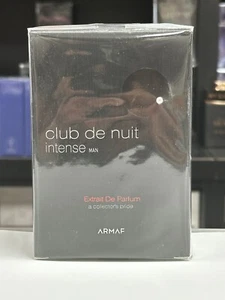 club de nuit
intense MAN
Extrait De Parfum
a collector's pride
ARMAF